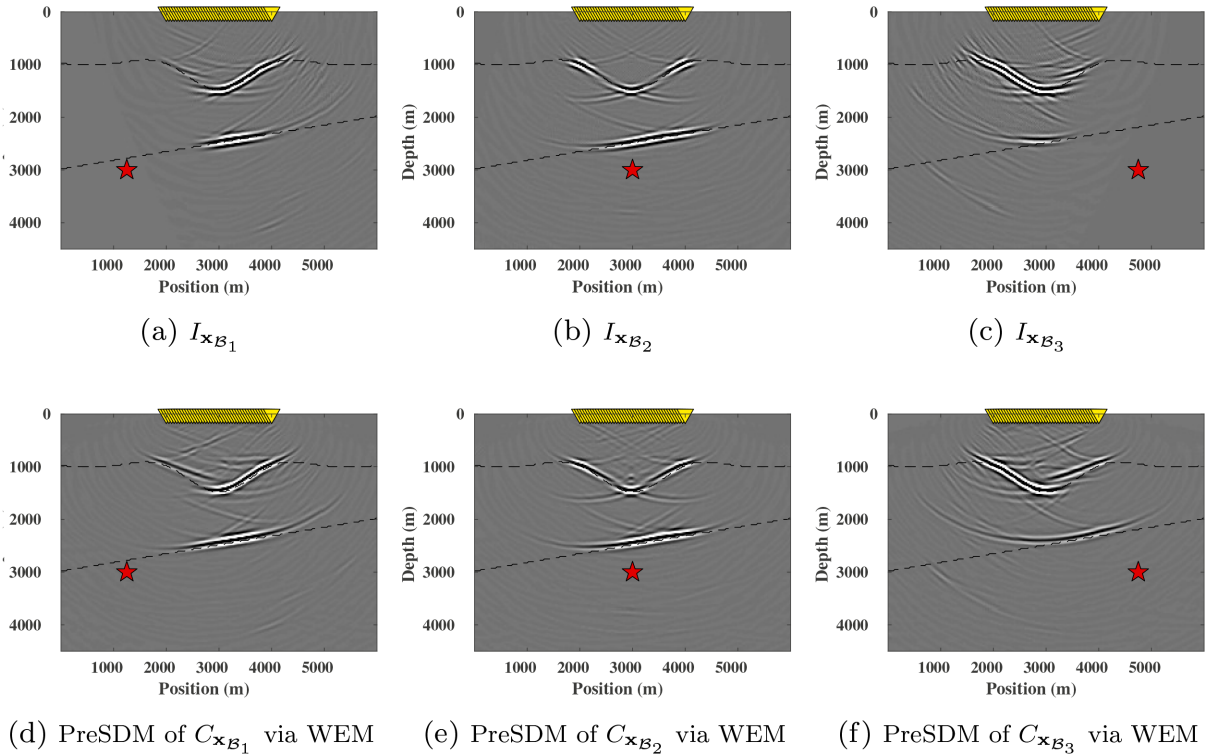 0
1000
2000
3000
4000
1000 2000 3000 4000 5000
Position (m)
(a) I_{x_{B_1}}
0
1000
2000
3000
4000
Depth (m)
1000 2000 3000 4000 5000
Position (m)
(b) I_{x_{B_2}}
0
1000
2000
3000
4000
Depth (m)
1000 2000 3000 4000 5000
Position (m)
(c) I_{x_{B_3}}
0
1000
2000
3000
4000
1000 2000 3000 4000 5000
Position (m)
(d) PreSDM of C_{x_{B_1}} via WEM
0
1000
2000
3000
4000
Depth (m)
1000 2000 3000 4000 5000
Position (m)
(e) PreSDM of C_{x_{B_2}} via WEM
0
1000
2000
3000
4000
Depth (m)
1000 2000 3000 4000 5000
Position (m)
(f) PreSDM of C_{x_{B_3}} via WEM